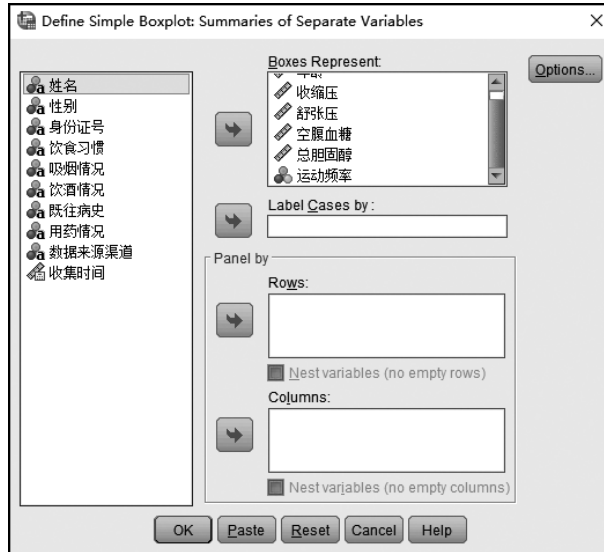 Define Simple Boxplot: Summaries of Separate Variables
姓名
性别
身份证号
饮食习惯
吸烟情况
饮酒情况
既往病史
用药情况
数据来源渠道
收集时间
Boxes Represent:
收缩压
舒张压
空腹血糖
总胆固醇
运动频率
Options...
Label Cases by :
Panel by
Rows:
Nest variables (no empty rows)
Columns:
Nest variables (no empty columns)
OK
Paste
Reset
Cancel
Help